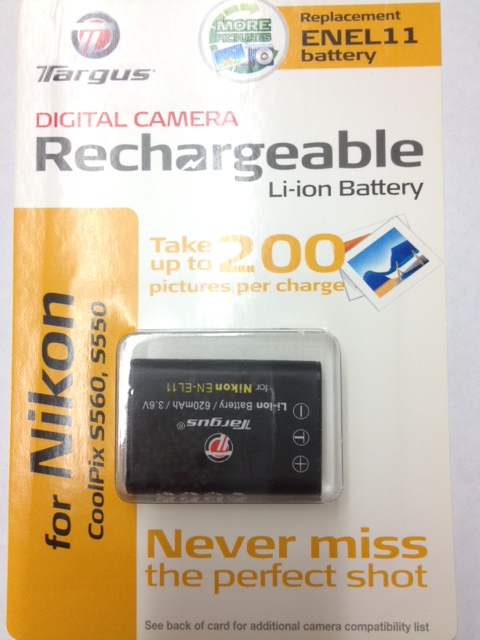 Targus
MORE
PICTURES
Replacement
ENEL11
battery
DIGITAL CAMERA
Rechargeable
Li-ion Battery
Take
up to 200
pictures per charge
for Nikon
CoolPix S560, S550
for Nikon EN-EL11
Li-ion Battery / 620mAh / 3.6V
Targus®
− T +
Never miss
the perfect shot
See back of card for additional camera compatibility list